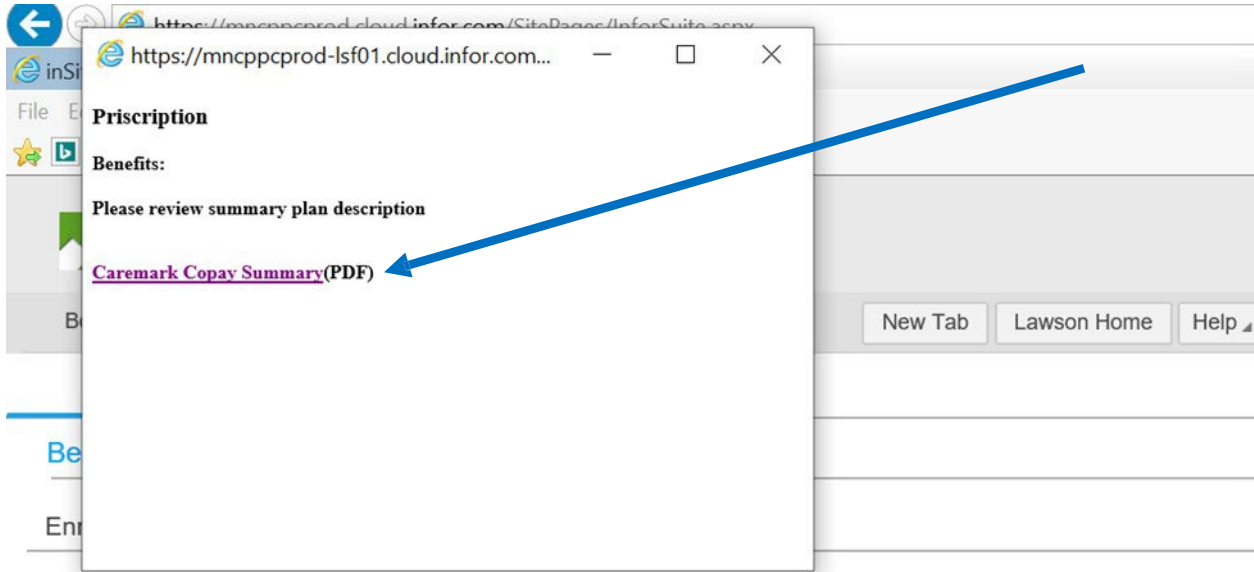 https://mncppcprod.cloud.infor.com/SitePages/InforSuite.aspx
https://mncppcprod-lsf01.cloud.infor.com...
inSi
File E
Priscription
Benefits:
Please review summary plan description
Caremark Copay Summary(PDF)
B
New Tab Lawson Home Help
Be
Enr